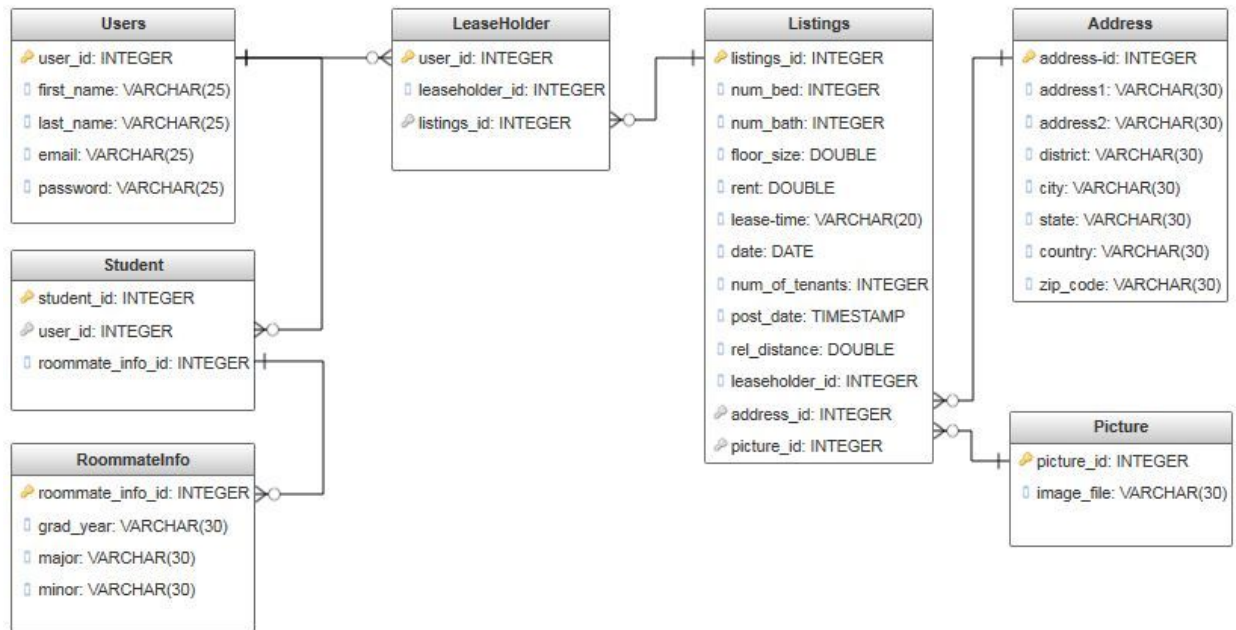 Users
user_id: INTEGER
first_name: VARCHAR(25)
last_name: VARCHAR(25)
email: VARCHAR(25)
password: VARCHAR(25)
LeaseHolder
user_id: INTEGER
leaseholder_id: INTEGER
listings_id: INTEGER
Listings
listings_id: INTEGER
num_bed: INTEGER
num_bath: INTEGER
floor_size: DOUBLE
rent: DOUBLE
lease-time: VARCHAR(20)
date: DATE
num_of_tenants: INTEGER
post_date: TIMESTAMP
rel_distance: DOUBLE
leaseholder_id: INTEGER
address_id: INTEGER
picture_id: INTEGER
Address
address-id: INTEGER
address1: VARCHAR(30)
address2: VARCHAR(30)
district: VARCHAR(30)
city: VARCHAR(30)
state: VARCHAR(30)
country: VARCHAR(30)
zip_code: VARCHAR(30)
Student
student_id: INTEGER
user_id: INTEGER
roommate_info_id: INTEGER
RoommateInfo
roommate_info_id: INTEGER
grad_year: VARCHAR(30)
major: VARCHAR(30)
minor: VARCHAR(30)
Picture
picture_id: INTEGER
image_file: VARCHAR(30)